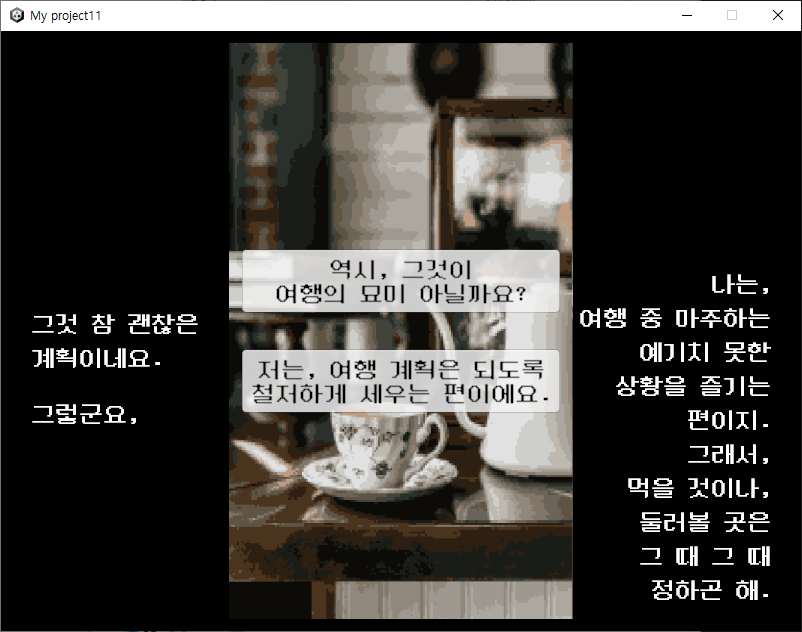 My project11
그것 참 괜찮은
계획이네요.
그렇군요,
역시, 그것이
여행의 묘미 아닐까요?
저는, 여행 계획은 되도록
철저하게 세우는 편이에요.
나는,
여행 중 마주하는
예기치 못한
상황을 즐기는
편이지.
그래서,
먹을 것이나,
둘러볼 곳은
그 때 그 때
정하곤 해.